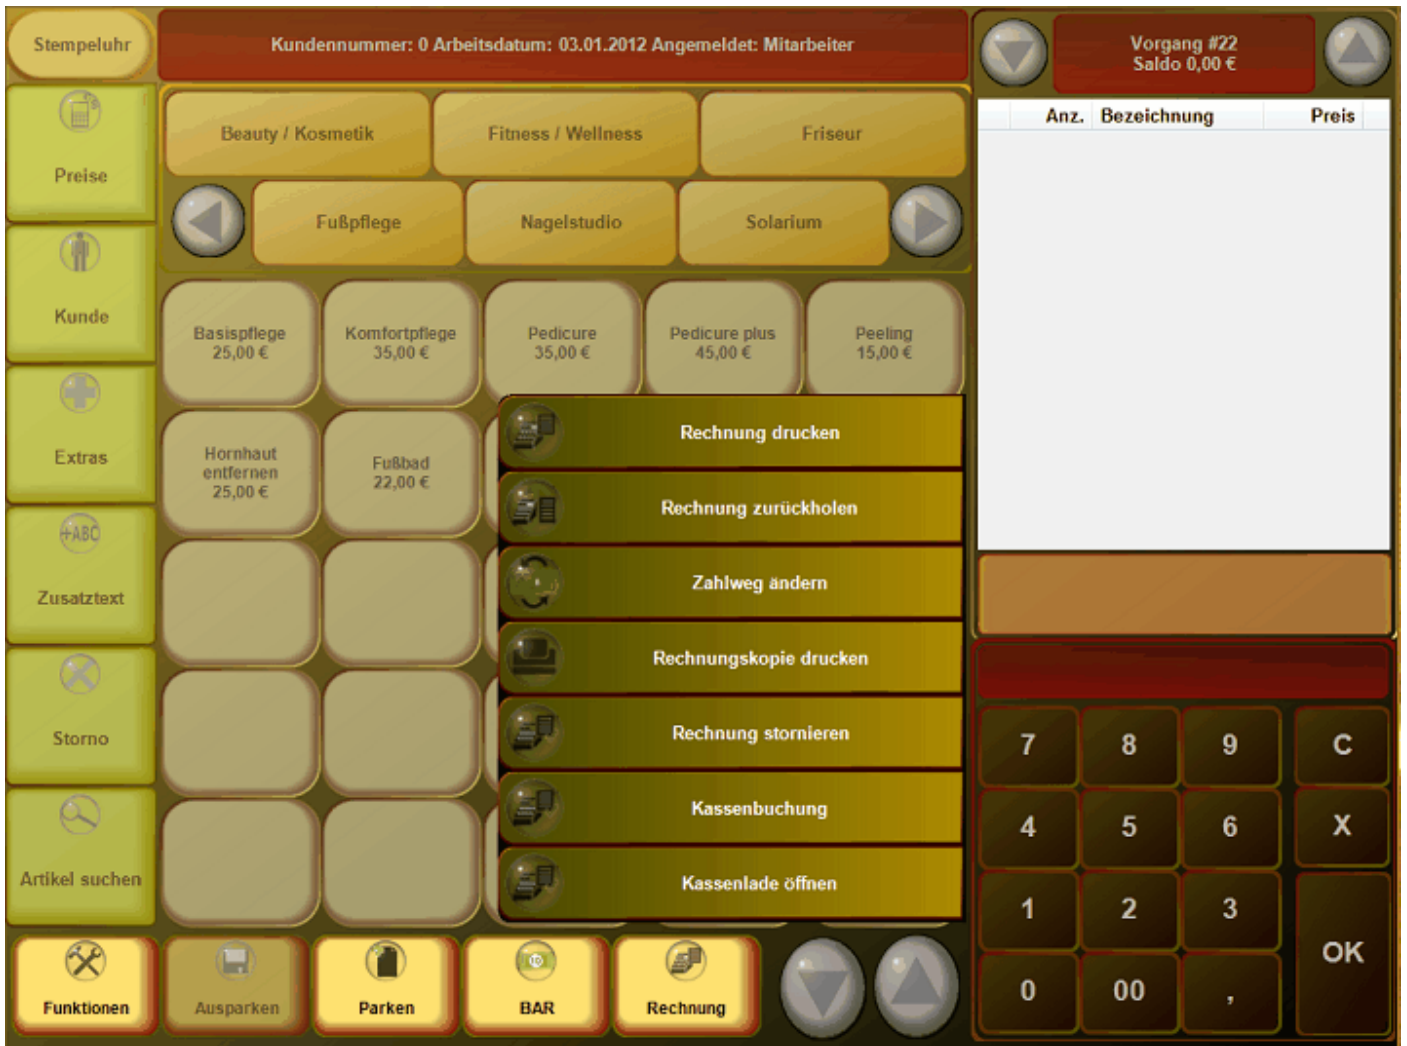 Stempeluhr
Kundennummer: 0 Arbeitsdatum: 03.01.2012 Angemeldet: Mitarbeiter
Vorgang #22
Saldo 0,00 €
Preise
Kunde
Extras
+ABC
Zusatztext
Storno
Artikel suchen
Beauty / Kosmetik
Fitness / Wellness
Friseur
Fußpflege
Nagelstudio
Solarium
Basispflege
25,00 €
Komfortpflege
35,00 €
Pedicure
35,00 €
Pedicure plus
45,00 €
Peeling
15,00 €
Hornhaut
entfernen
25,00 €
Fußbad
22,00 €
Rechnung drucken
Rechnung zurückholen
Zahlweg ändern
Rechnungskopie drucken
Rechnung stornieren
Kassenbuchung
Kassenlade öffnen
Anz. Bezeichnung Preis
7 8 9 C
4 5 6 X
1 2 3
OK
0 00 ,
Funktionen
Ausparken
Parken
10
BAR
Rechnung